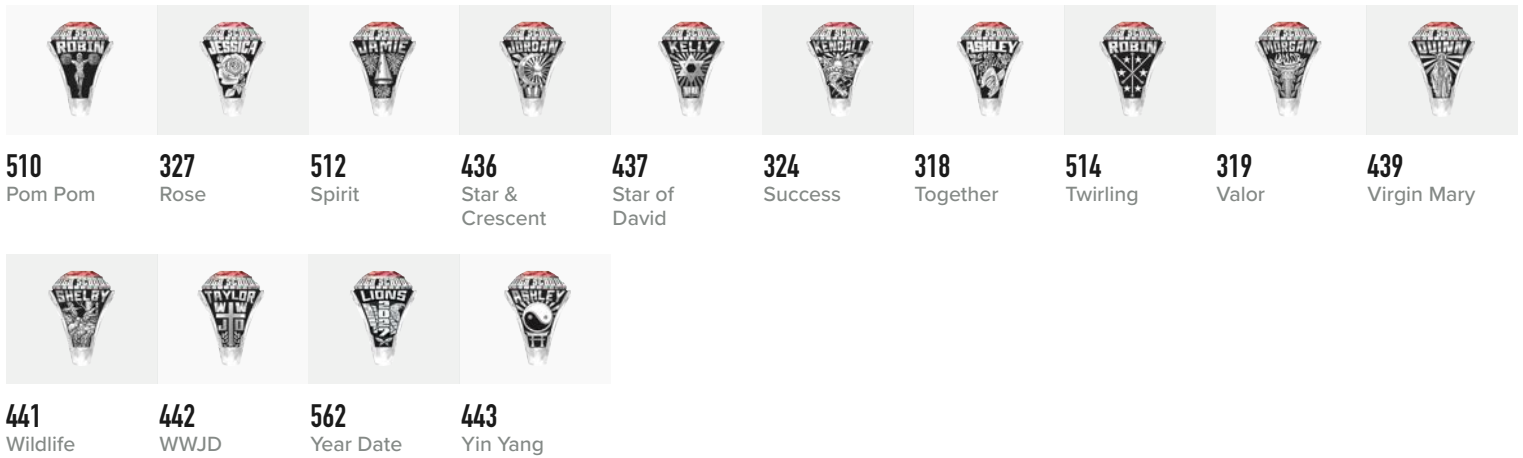 ROBIN
JESSICA
JAMIE
JORDAN
KELLY
KENDALL
ASHLEY
ROBIN
MORGAN
QUINN
510
Pom Pom
327
Rose
512
Spirit
436
Star &
Crescent
437
Star of
David
324
Success
318
Together
514
Twirling
319
Valor
439
Virgin Mary
SHELBY
TAYLOR
W W
J D
LIONS
2027
ASHLEY
441
Wildlife
442
WWJD
562
Year Date
443
Yin Yang